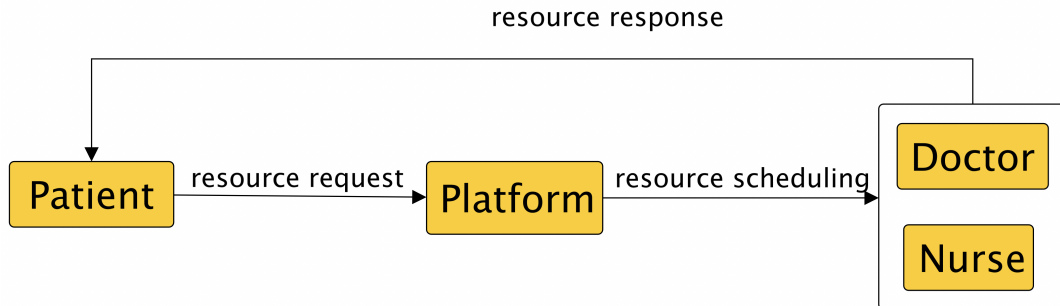 resource response
Doctor
Patient
resource request
Platform
resource scheduling
Nurse